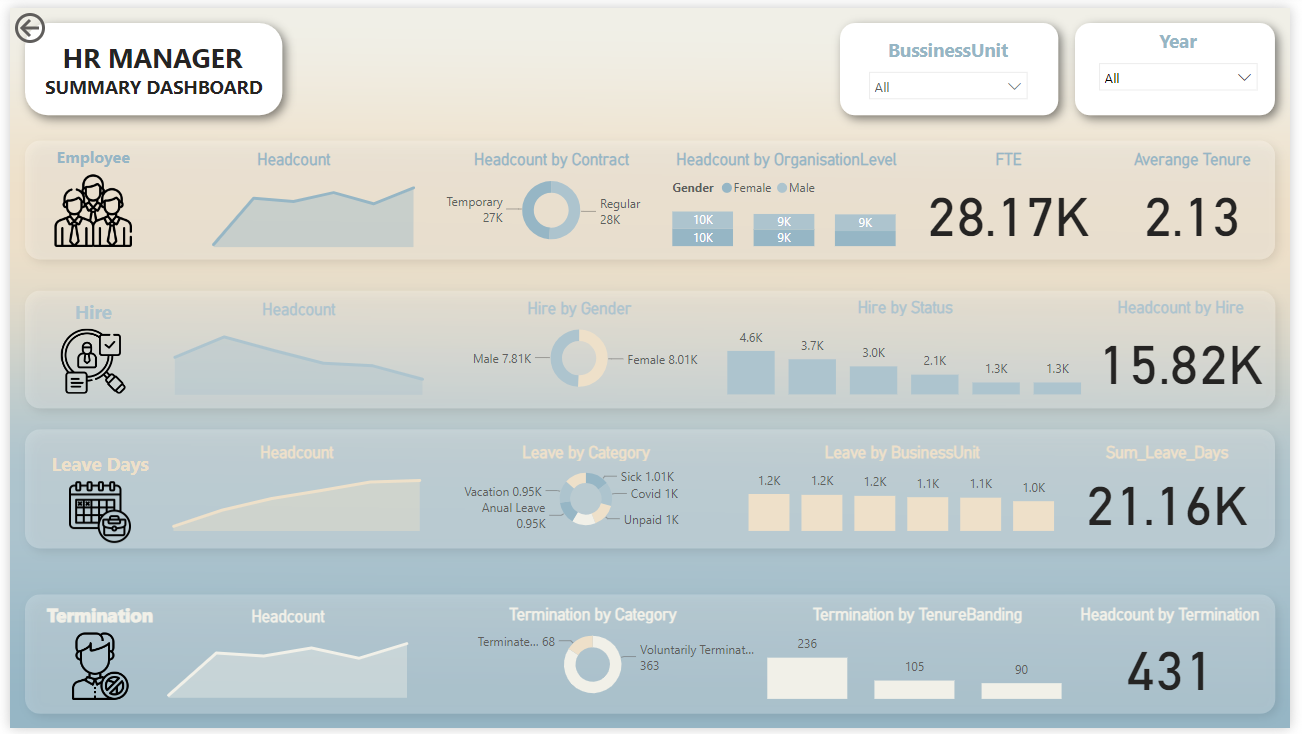 HR MANAGER
SUMMARY DASHBOARD
BussinessUnit
All
Year
All
Employee
Headcount
Headcount by Contract
Temporary
27K
Regular
28K
Headcount by OrganisationLevel
Gender Female Male
10K
10K
9K
9K
9K
FTE
28.17K
Averange Tenure
2.13
Hire
Headcount
Hire by Gender
Male 7.81K
Female 8.01K
Hire by Status
4.6K
3.7K
3.0K
2.1K
1.3K
1.3K
Headcount by Hire
15.82K
Leave Days
Headcount
Leave by Category
Sick 1.01K
Vacation 0.95K
Covid 1K
Anual Leave
0.95K
Unpaid 1K
Leave by BusinessUnit
1.2K
1.2K
1.2K
1.1K
1.1K
1.0K
Sum_Leave_Days
21.16K
Termination
Headcount
Termination by Category
Terminate... 68
Voluntarily Terminat...
363
Termination by TenureBanding
236
105
90
Headcount by Termination
431